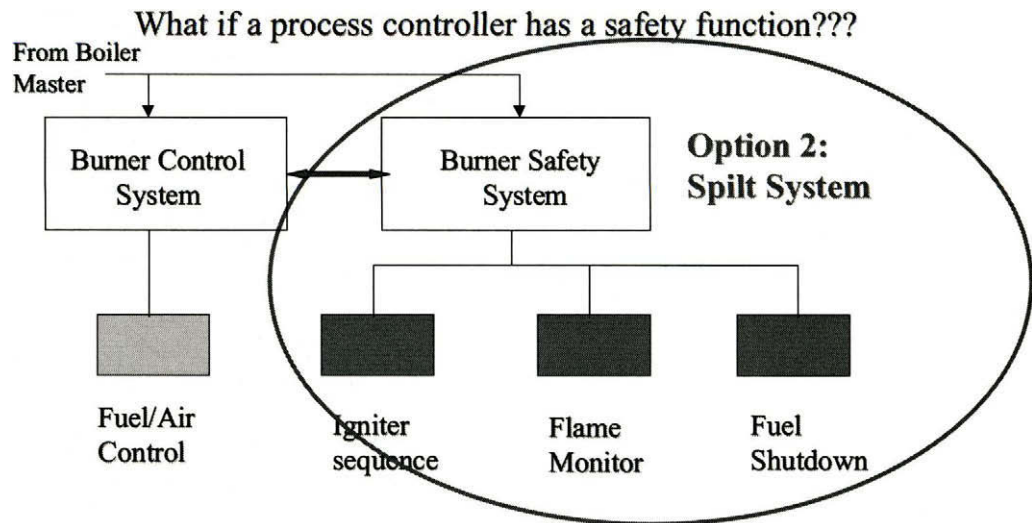 What if a process controller has a safety function???
From Boiler
Master
Burner Control
System
Burner Safety
System
Option 2:
Spilt System
Fuel/Air
Control
Igniter
sequence
Flame
Monitor
Fuel
Shutdown